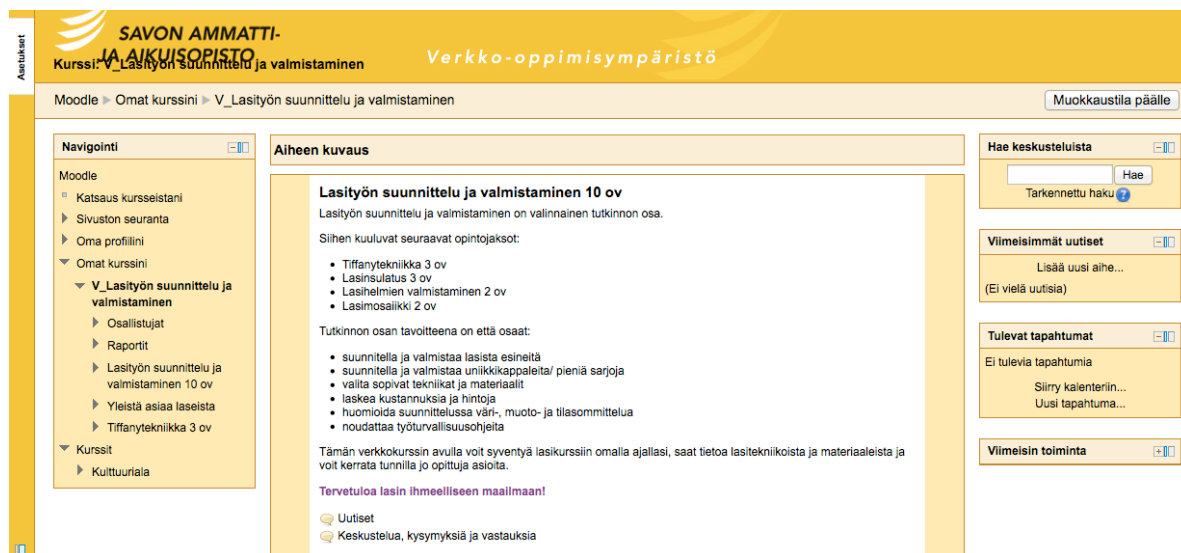 Asetukset
SAVON AMMATTI-
JA AIKUISOPISTO
Verkko-oppimisympäristö
Kurssi: V_Lasityön suunnittelu ja valmistaminen
Moodle Omat kurssini V_Lasityön suunnittelu ja valmistaminen
Muokkaustila päälle
Navigointi
Moodle
Katsaus kursseistani
Sivuston seuranta
Oma profiilini
Omat kurssini
V_Lasityön suunnittelu ja
valmistaminen
Osallistujat
Raportit
Lasityön suunnittelu ja
valmistaminen 10 ov
Yleistä asiaa laseista
Tiffanytekniikka 3 ov
Kurssit
Kulttuuriala
Aiheen kuvaus
Lasityön suunnittelu ja valmistaminen 10 ov
Lasityön suunnittelu ja valmistaminen on valinnainen tutkinnon osa.
Siihen kuuluvat seuraavat opintojaksot:
• Tiffanytekniikka 3 ov
• Lasinsulatus 3 ov
• Lasihelmien valmistaminen 2 ov
• Lasimosaiikki 2 ov
Tutkinnon osan tavoitteena on että osaat:
• suunnitella ja valmistaa lasista esineitä
• suunnitella ja valmistaa uniikkikappaleita/ pieniä sarjoja
• valita sopivat tekniikat ja materiaalit
• laskea kustannuksia ja hintoja
• huomioida suunnittelussa väri-, muoto- ja tilasommittelua
• noudattaa työturvallisuusohjeita
Tämän verkkokurssin avulla voit syventyä lasikurssiin omalla ajallasi, saat tietoa lasitekniikoista ja materiaaleista ja
voit kerrata tunnilla jo opittuja asioita.
Tervetuloa lasin ihmeelliseen maailmaan!
Uutiset
Keskustelua, kysymyksiä ja vastauksia
Hae keskusteluista
Hae
Tarkennettu haku ?
Viimeisimmät uutiset
Lisää uusi aihe...
(Ei vielä uutisia)
Tulevat tapahtumat
Ei tulevia tapahtumia
Siirry kalenteriin...
Uusi tapahtuma...
Viimeisin toiminta